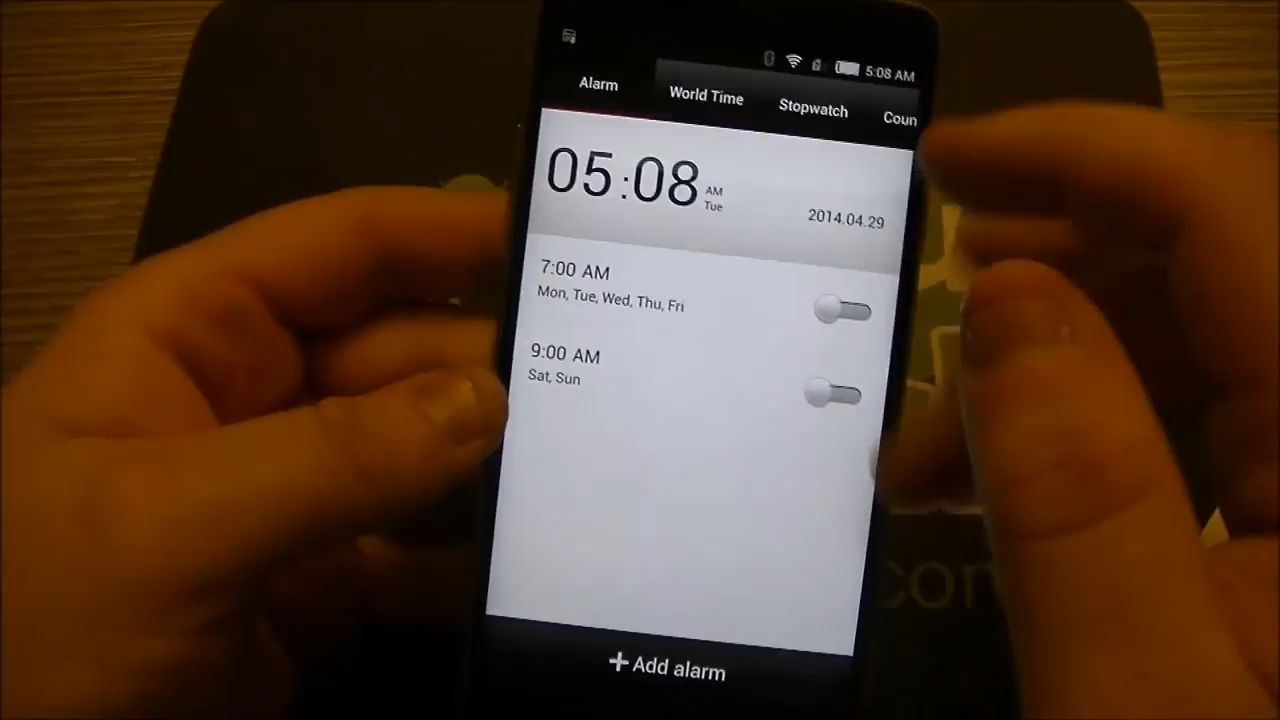 5:08 AM
Alarm
World Time
Stopwatch
Coun
05:08
AM
Tue
2014.04.29
7:00 AM
Mon, Tue, Wed, Thu, Fri
9:00 AM
Sat, Sun
+ Add alarm
com